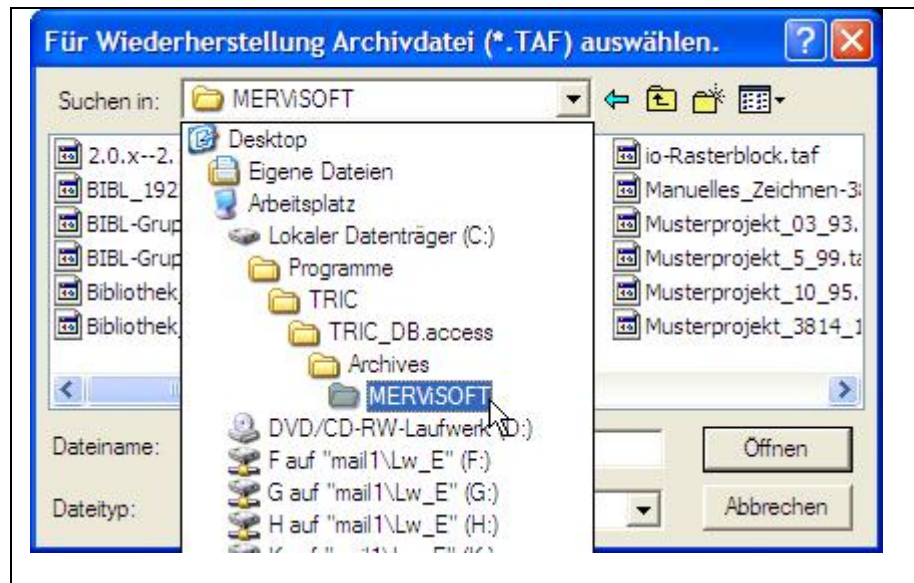 Für Wiederherstellung Archivdatei (*.TAF) auswählen.
Suchen in: MERViSOFT
Desktop
Eigene Dateien
Arbeitsplatz
Lokaler Datenträger (C:)
Programme
TRIC
TRIC_DB.access
Archives
MERViSOFT
DVD/CD-RW-Laufwerk (D:)
F auf "mail1\Lw_E" (F:)
G auf "mail1\Lw_E" (G:)
H auf "mail1\Lw_E" (H:)
2.0.x--2.
BIBL_192
BIBL-Grup
BIBL-Grup
Bibliothek
Bibliothek
io-Rasterblock.taf
Manuelles_Zeichnen-3
Musterprojekt_03_93.
Musterprojekt_5_99.ta
Musterprojekt_10_95.
Musterprojekt_3814_1
Dateiname:
Öffnen
Dateityp:
Abbrechen